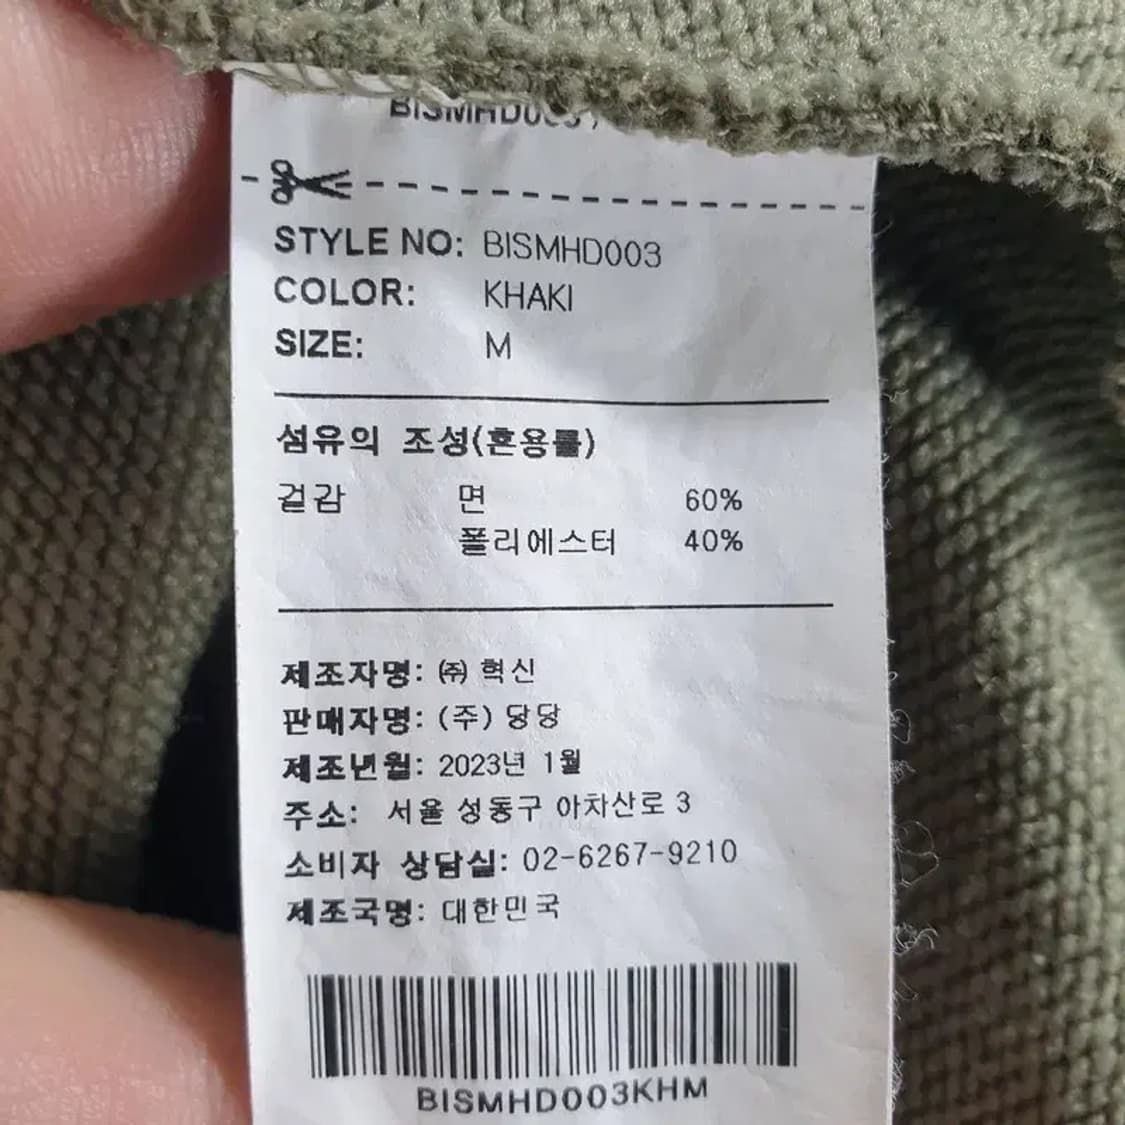 STYLE NO: BISMHD003
COLOR: KHAKI
SIZE: M
섬유의 조성(혼용률)
겉감 면 60%
폴리에스터 40%
제조자명: ㈜ 혁신
판매자명: (주) 당당
제조년월: 2023년 1월
주소: 서울 성동구 아차산로 3
소비자 상담실: 02-6267-9210
제조국명: 대한민국
BISMHD003KHM